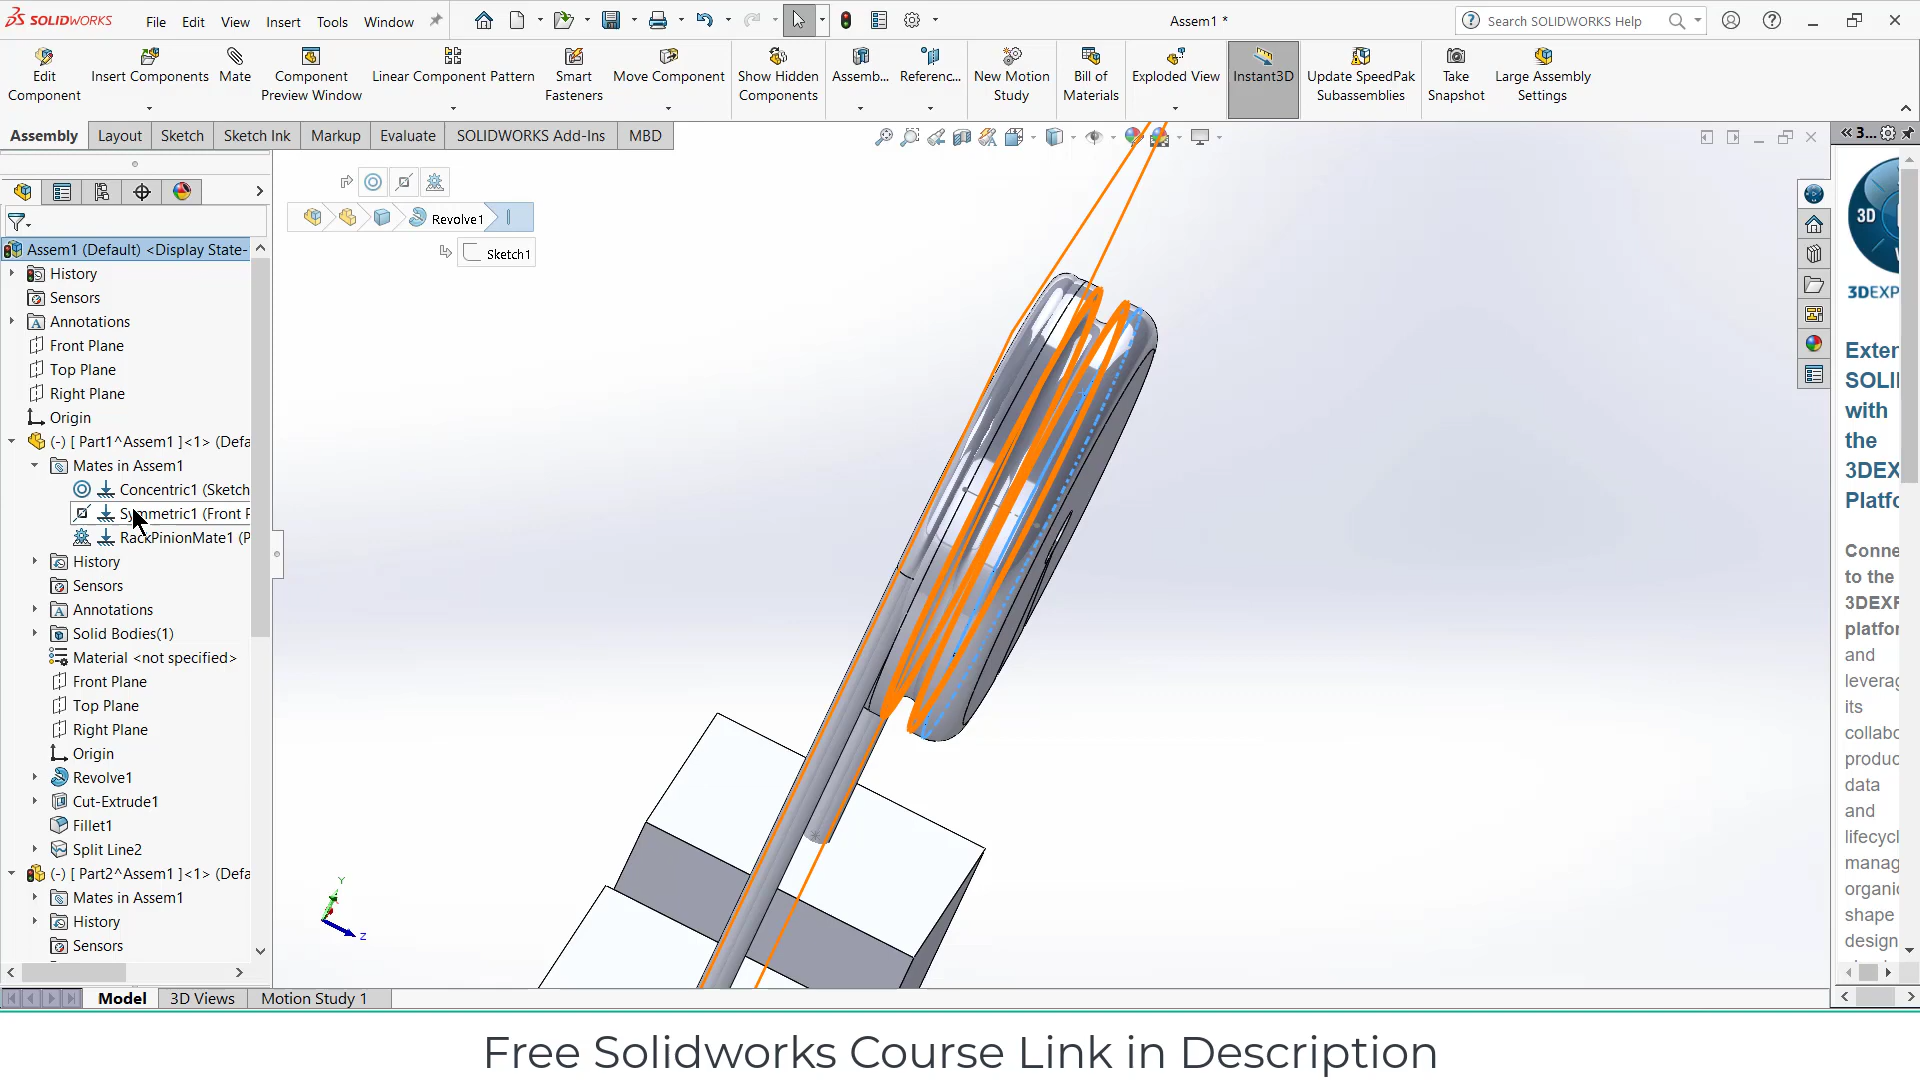 SOLIDWORKS File Edit View Insert Tools Window Assem1 * Search SOLIDWORKS Help
Edit Component
Insert Components
Mate
Component Preview Window
Linear Component Pattern
Smart Fasteners
Move Component
Show Hidden Components
Assemb...
Referenc...
New Motion Study
Bill of Materials
Exploded View
Instant3D
Update SpeedPak Subassemblies
Take Snapshot
Large Assembly Settings
Assembly Layout Sketch Sketch Ink Markup Evaluate SOLIDWORKS Add-Ins MBD
3...
Revolve1
Sketch1
Assem1 (Default) <Display State-
History
Sensors
Annotations
Front Plane
Top Plane
Right Plane
Origin
(-) [ Part1^Assem1 ]<1> (Defa
Mates in Assem1
Concentric1 (Sketch
Symmetric1 (Front P
RackPinionMate1 (P
History
Sensors
Annotations
Solid Bodies(1)
Material <not specified>
Front Plane
Top Plane
Right Plane
Origin
Revolve1
Cut-Extrude1
Fillet1
Split Line2
(-) [ Part2^Assem1 ]<1> (Defa
Mates in Assem1
History
Sensors
Y
Z
3D
3DEXP
Exter
SOLI
with
the
3DEX
Platfo
Conne
to the
3DEXF
platfor
and
leverag
its
collabo
produc
data
and
lifecycl
manag
organic
shape
design
Model 3D Views Motion Study 1
Free Solidworks Course Link in Description